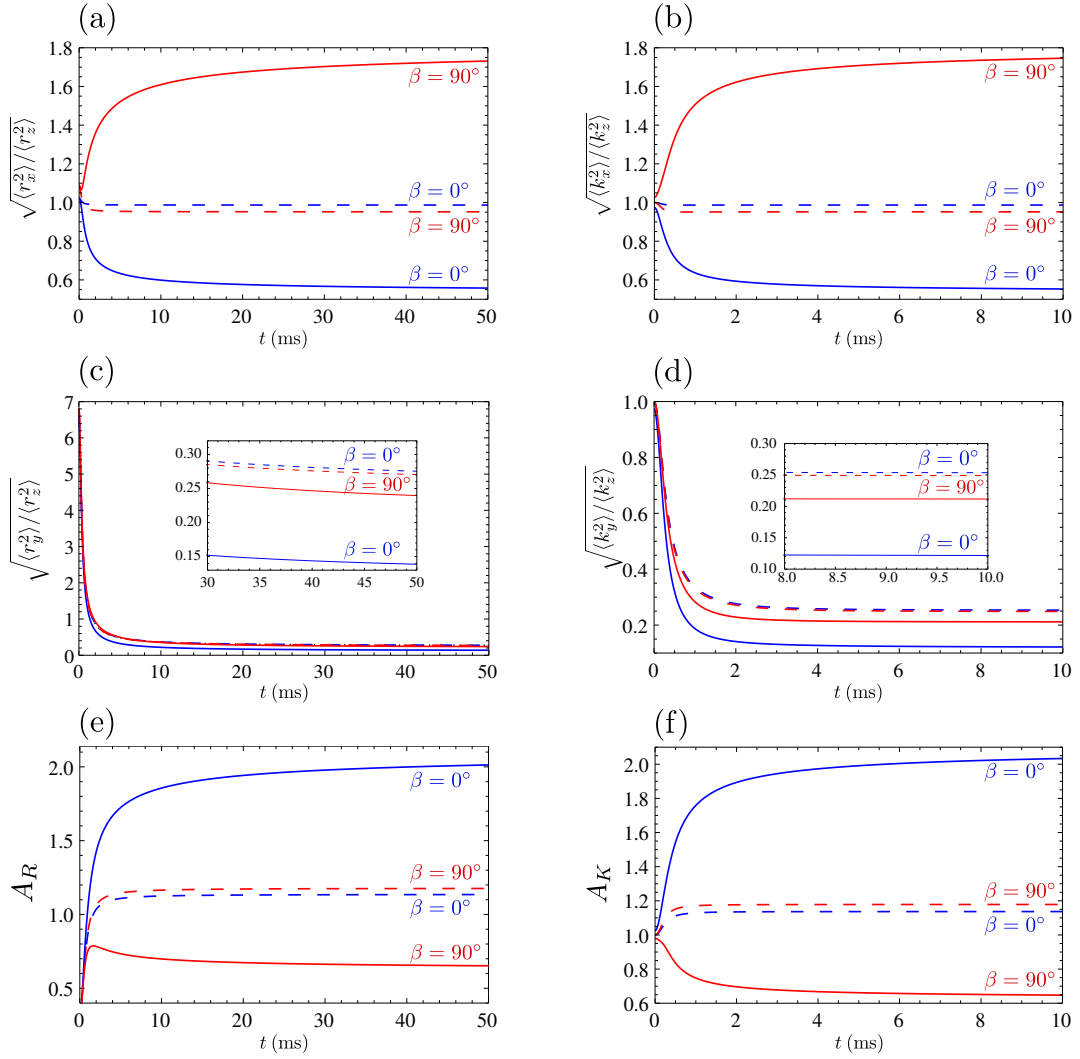 (a)
√⟨r_x^2⟩/⟨r_z^2⟩
1.8
1.6
1.4
1.2
1.0
0.8
0.6
β = 90°
β = 0°
β = 90°
β = 0°
0 10 20 30 40 50
t (ms)
(b)
√⟨k_x^2⟩/⟨k_z^2⟩
1.8
1.6
1.4
1.2
1.0
0.8
0.6
β = 90°
β = 0°
β = 90°
β = 0°
0 2 4 6 8 10
t (ms)
(c)
√⟨r_y^2⟩/⟨r_z^2⟩
7
6
5
4
3
2
1
0
0.30
0.25
0.20
0.15
β = 0°
β = 90°
β = 0°
30 35 40 45 50
0 10 20 30 40 50
t (ms)
(d)
√⟨k_y^2⟩/⟨k_z^2⟩
1.0
0.8
0.6
0.4
0.2
0.30
0.25
0.20
0.15
0.10
β = 0°
β = 90°
β = 0°
8.0 8.5 9.0 9.5 10.0
0 2 4 6 8 10
t (ms)
(e)
A_R
2.0
1.5
1.0
0.5
β = 0°
β = 90°
β = 0°
β = 90°
0 10 20 30 40 50
t (ms)
(f)
A_K
2.0
1.8
1.6
1.4
1.2
1.0
0.8
0.6
β = 0°
β = 90°
β = 0°
β = 90°
0 2 4 6 8 10
t (ms)